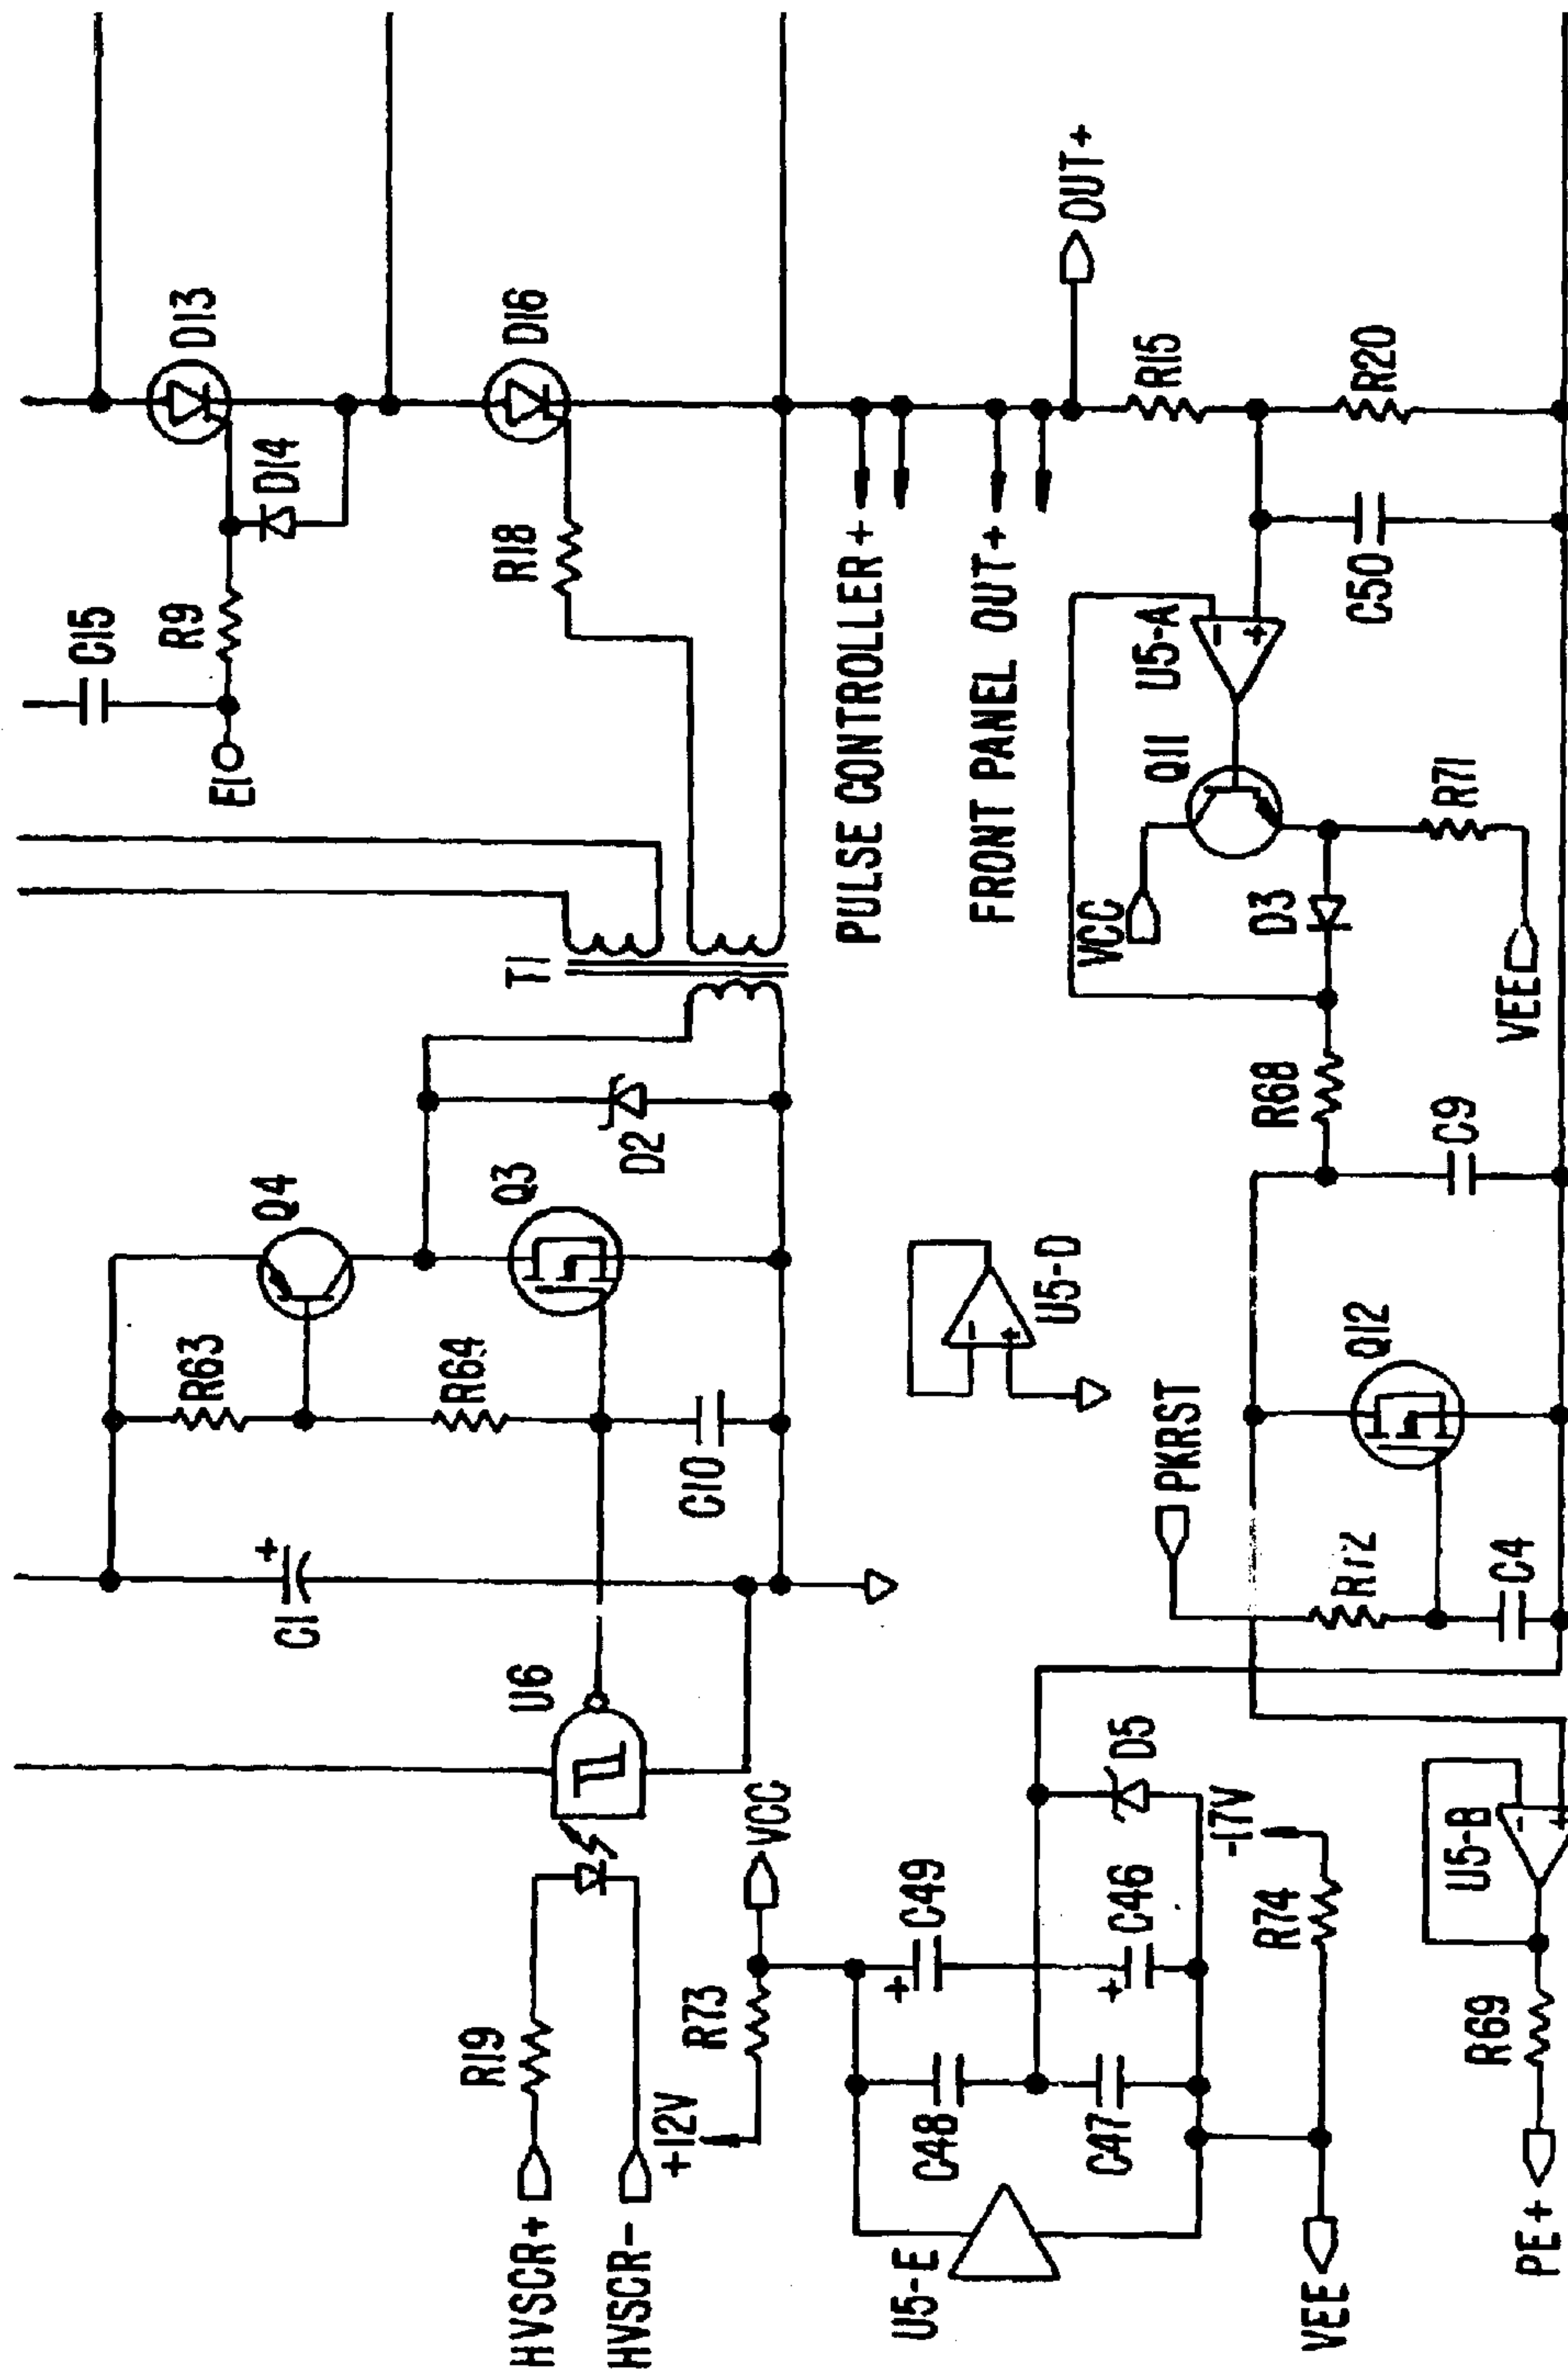 HVSCR+
R19
HVSCR-
U6
C1
+
R63
R64
C10
Q4
Q3
D2
T1
E1
C15
R9
D14
D13
R18
D16
+12V
R73
VCC
U5-E
C48
C47
+
C49
+
C46
D5
-17V
R74
VEE
U5-D
-
+
PULSE CONTROLLER+
FRONT PANEL OUT+
OUT+
R15
R20
C50
U5-A
-
+
Q11
VCC
D3
R71
VEE
R68
C9
Q12
PKRST
R72
C4
U5-B
-
+
R69
PE+